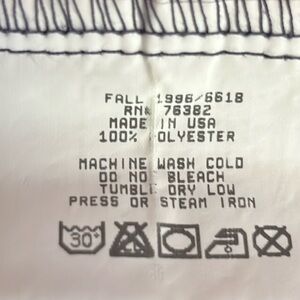 FALL 1996/6618
RN# 76382
MADE IN USA
100% POLYESTER
MACHINE WASH COLD
DO NOT BLEACH
TUMBLE DRY LOW
PRESS OR STEAM IRON
30°